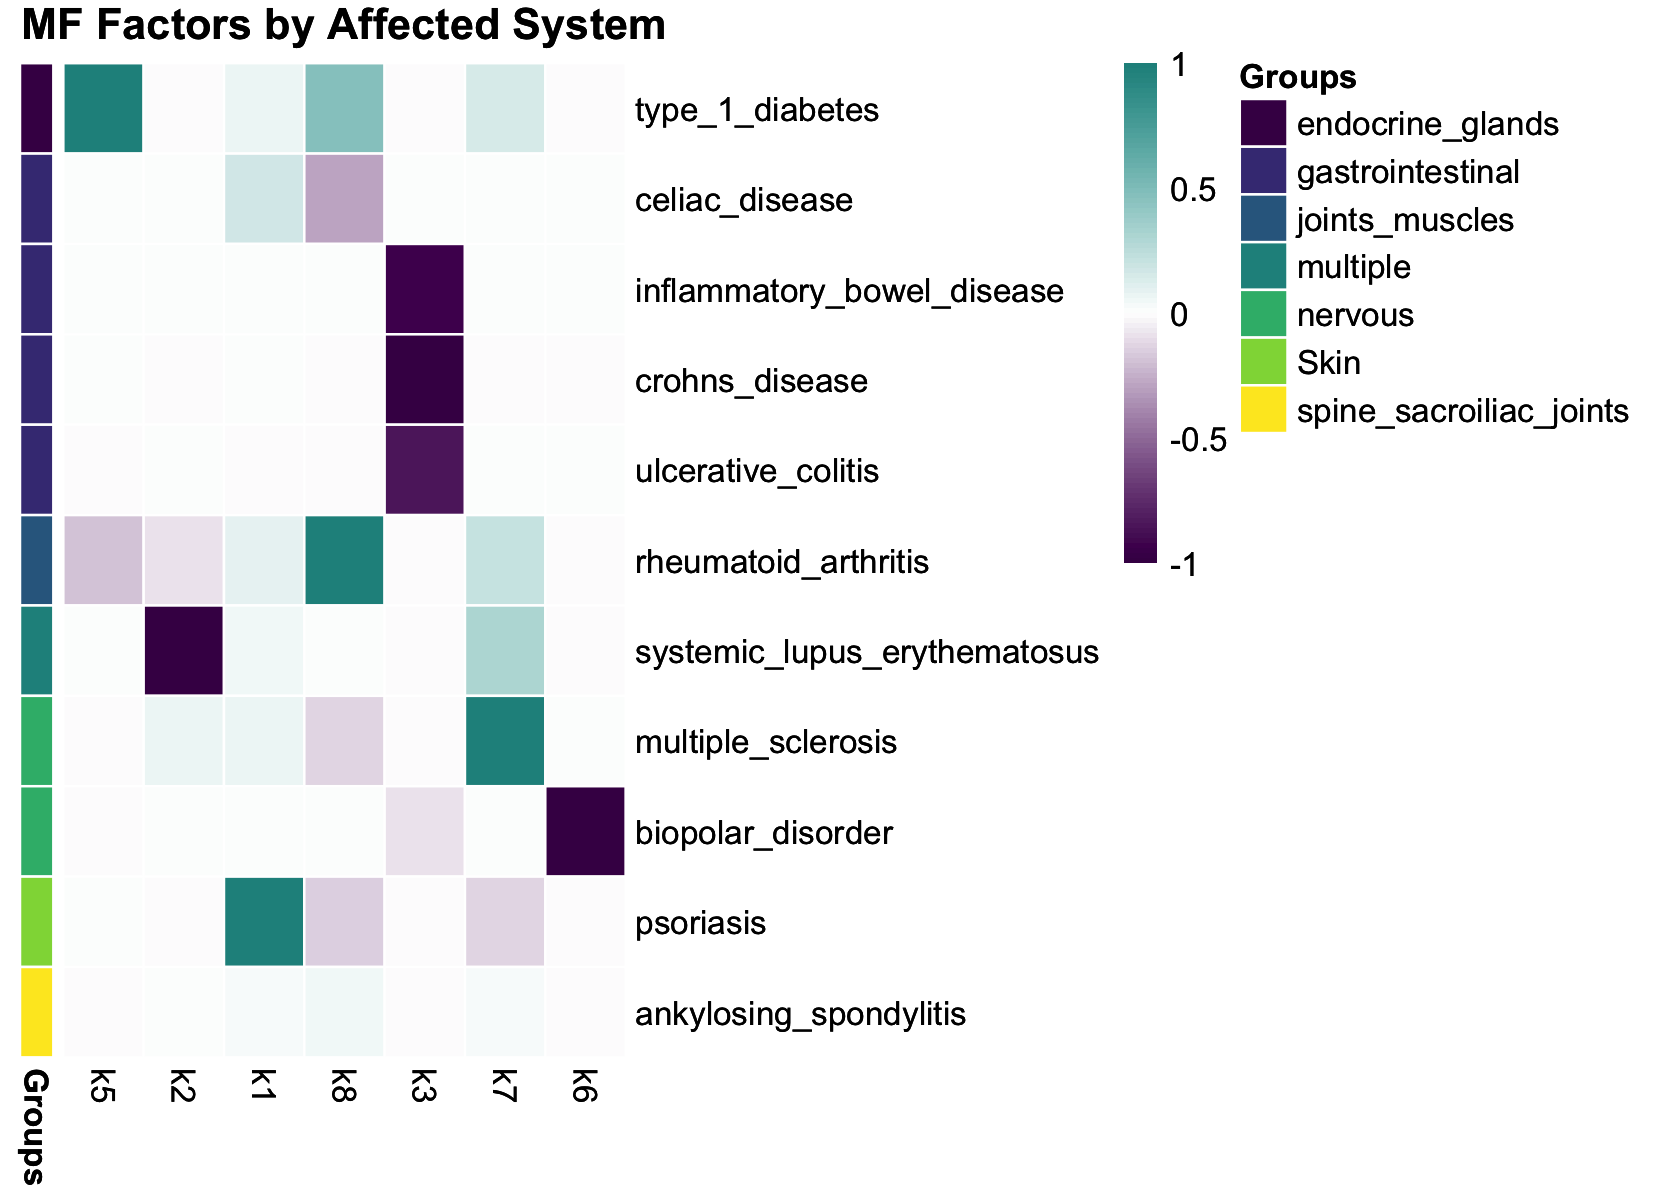 MF Factors by Affected System
type_1_diabetes
celiac_disease
inflammatory_bowel_disease
crohns_disease
ulcerative_colitis
rheumatoid_arthritis
systemic_lupus_erythematosus
multiple_sclerosis
biopolar_disorder
psoriasis
ankylosing_spondylitis
Groups
k5
k2
k1
k8
k3
k7
k6
1
0.5
0
-0.5
-1
Groups
endocrine_glands
gastrointestinal
joints_muscles
multiple
nervous
Skin
spine_sacroiliac_joints